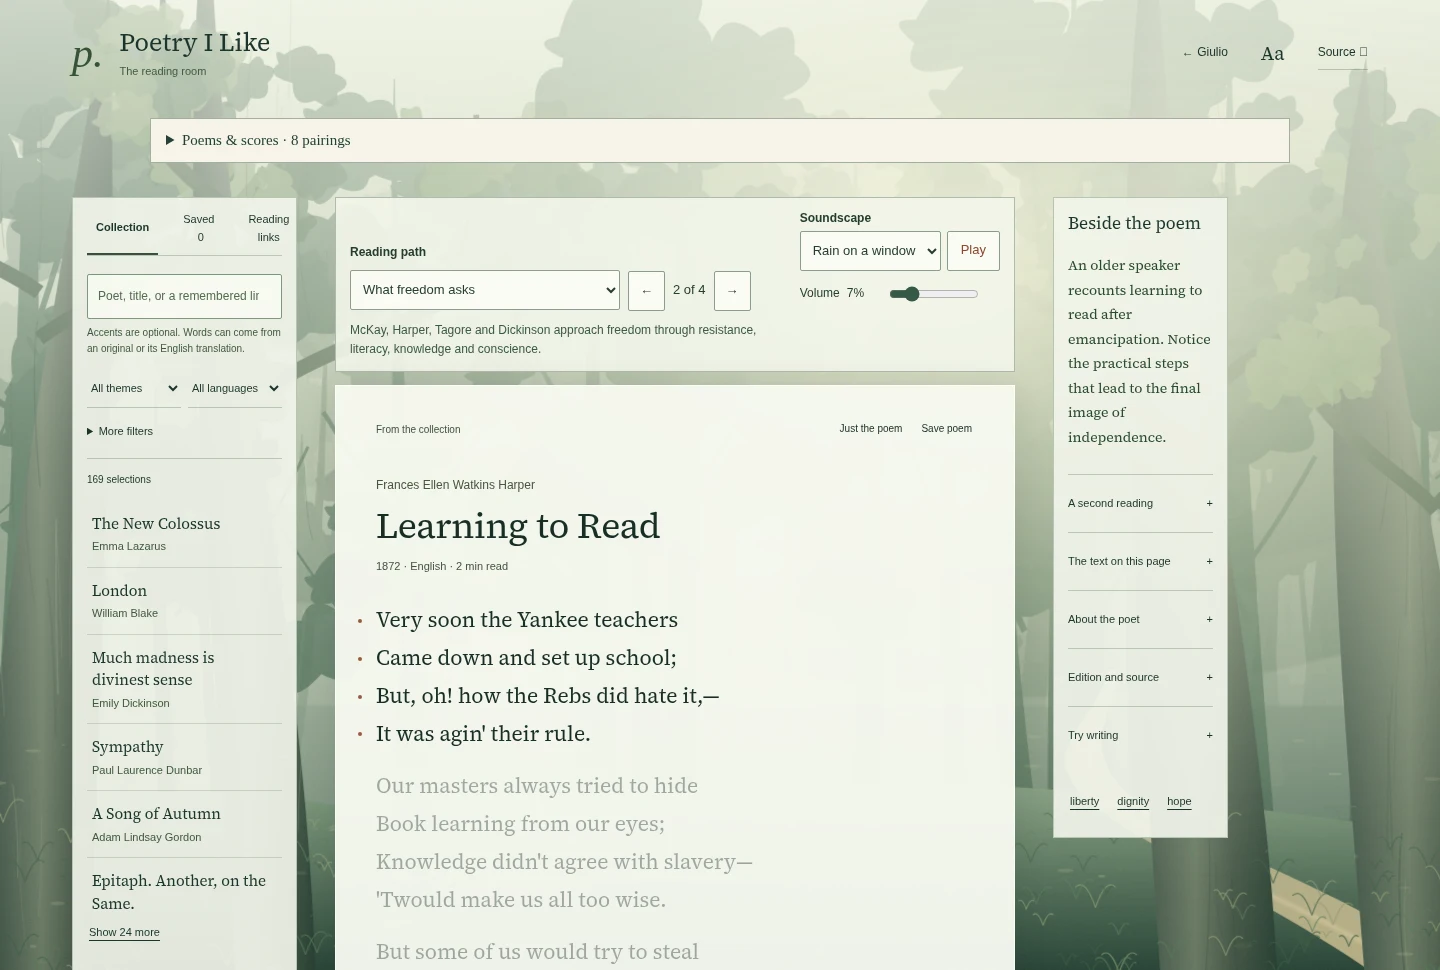 p.
Poetry I Like
The reading room
← Giulio
Aa
Source
Poems & scores · 8 pairings
Collection
Saved
0
Reading
links
Poet, title, or a remembered lir
Accents are optional. Words can come from
an original or its English translation.
All themes
All languages
More filters
169 selections
The New Colossus
Emma Lazarus
London
William Blake
Much madness is
divinest sense
Emily Dickinson
Sympathy
Paul Laurence Dunbar
A Song of Autumn
Adam Lindsay Gordon
Epitaph. Another, on the
Same.
Show 24 more
Reading path
What freedom asks
←
2 of 4
→
McKay, Harper, Tagore and Dickinson approach freedom through resistance,
literacy, knowledge and conscience.
Soundscape
Rain on a window
Play
Volume 7%
From the collection
Just the poem
Save poem
Frances Ellen Watkins Harper
Learning to Read
1872 · English · 2 min read
Very soon the Yankee teachers
Came down and set up school;
But, oh! how the Rebs did hate it,—
It was agin' their rule.
Our masters always tried to hide
Book learning from our eyes;
Knowledge didn't agree with slavery—
'Twould make us all too wise.
But some of us would try to steal
Beside the poem
An older speaker
recounts learning to
read after
emancipation. Notice
the practical steps
that lead to the final
image of
independence.
A second reading +
The text on this page +
About the poet +
Edition and source +
Try writing +
liberty
dignity
hope